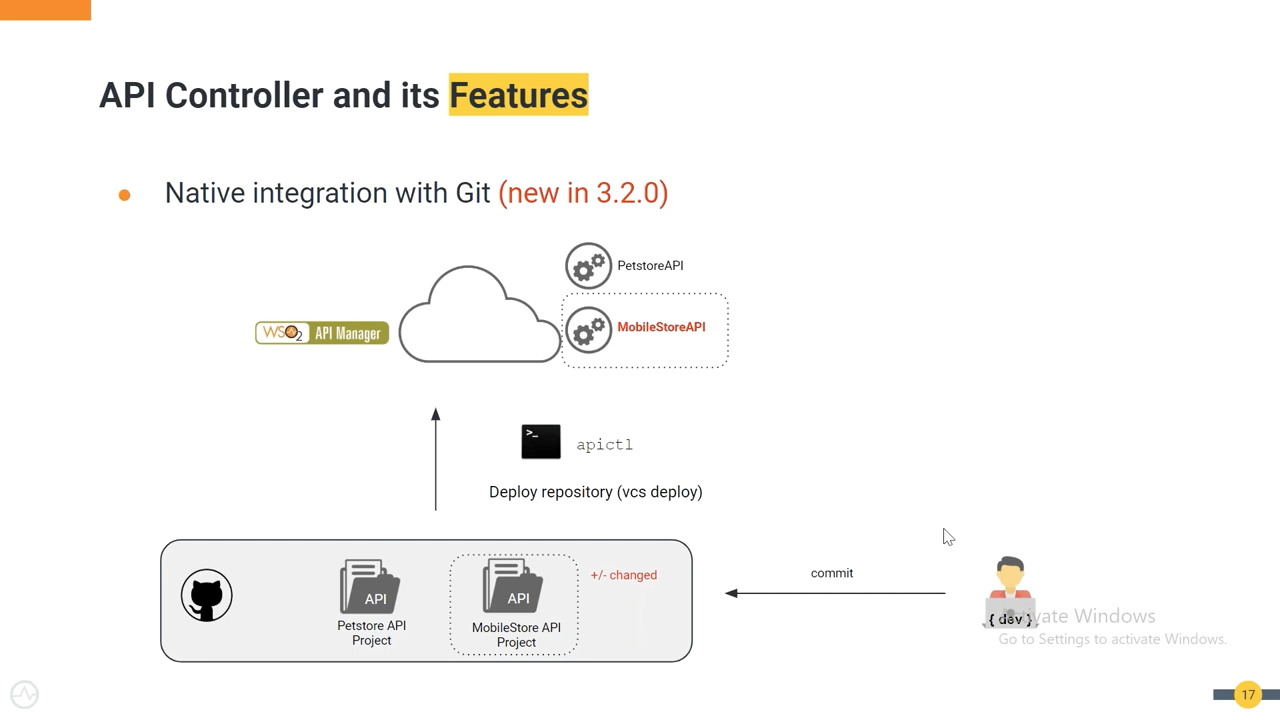 API Controller and its Features
Native integration with Git (new in 3.2.0)
PetstoreAPI
WSO2 API Manager
MobileStoreAPI
>_
apictl
Deploy repository (vcs deploy)
API
API
+/- changed
Petstore API
Project
MobileStore API
Project
commit
{ dev }
Activate Windows
Go to Settings to activate Windows.
17